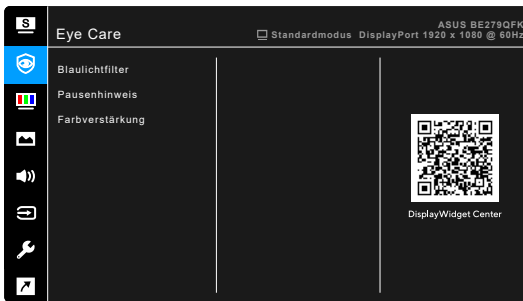 S
ASUS BE279QFK
Eye Care
Standardmodus DisplayPort 1920 x 1080 @ 60Hz
Blaulichtfilter
Pausenhinweis
Farbverstärkung
DisplayWidget Center